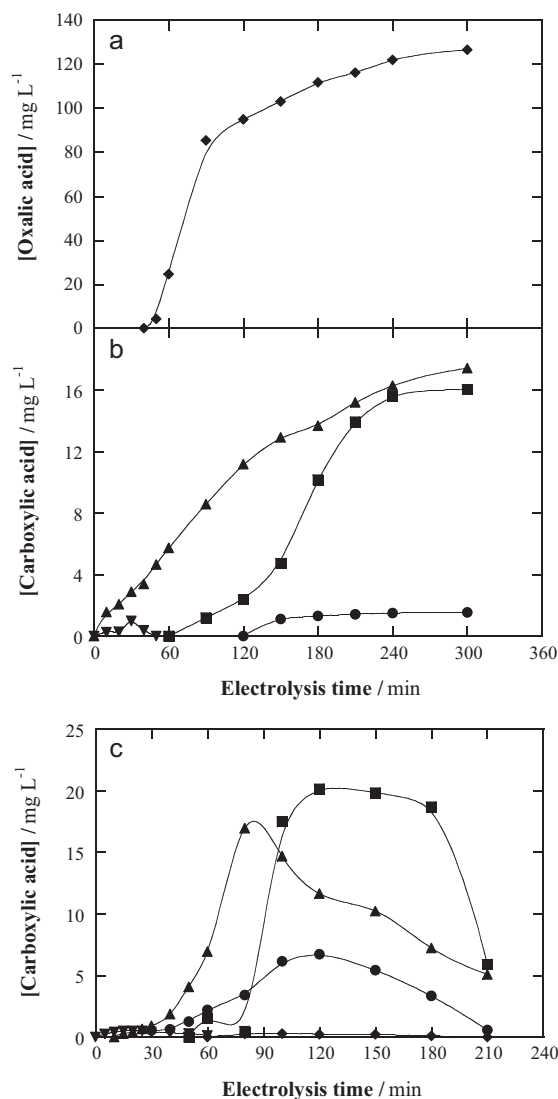 a
140
120
100
80
60
40
20
0
[Oxalic acid] / mg L⁻¹
b
16
12
8
4
0
[Carboxylic acid] / mg L⁻¹
0 60 120 180 240 300 360
Electrolysis time / min
c
25
20
15
10
5
0
[Carboxylic acid] / mg L⁻¹
0 30 60 90 120 150 180 210 240
Electrolysis time / min